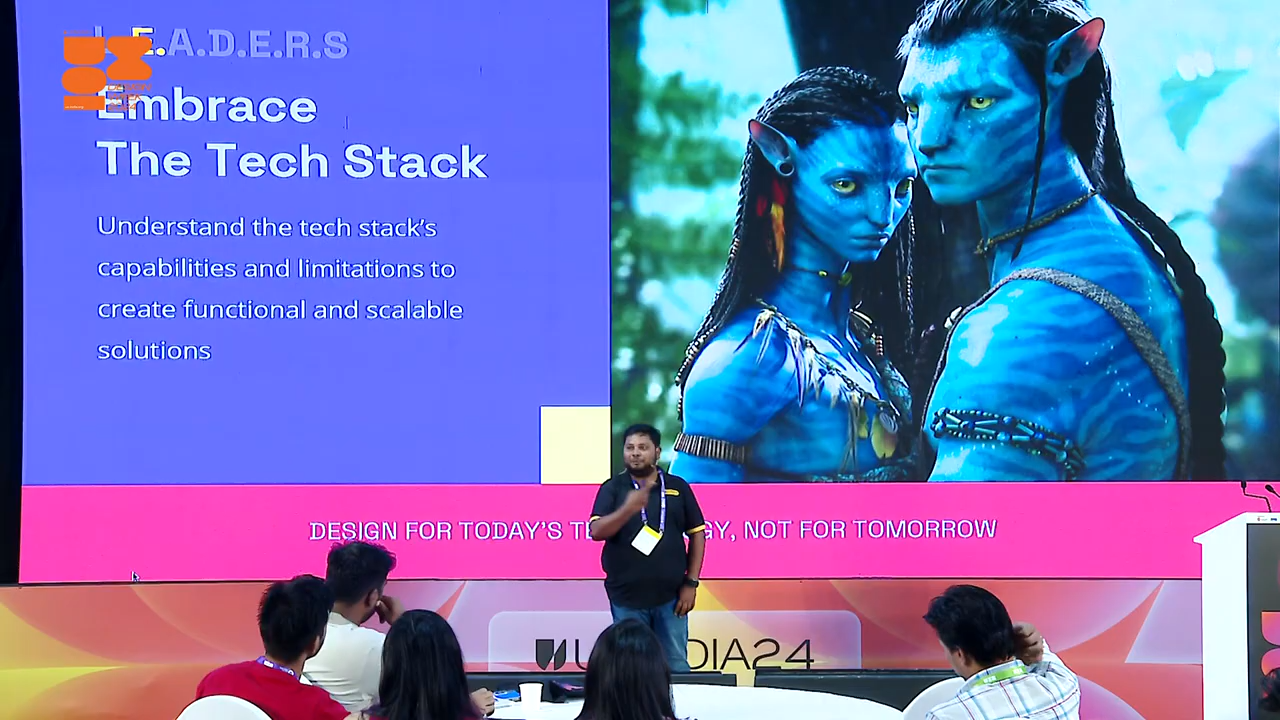 L.E.A.D.E.R.S
Embrace
The Tech Stack
Understand the tech stack's
capabilities and limitations to
create functional and scalable
solutions
DESIGN FOR TODAY'S TE GY, NOT FOR TOMORROW
U DIA24